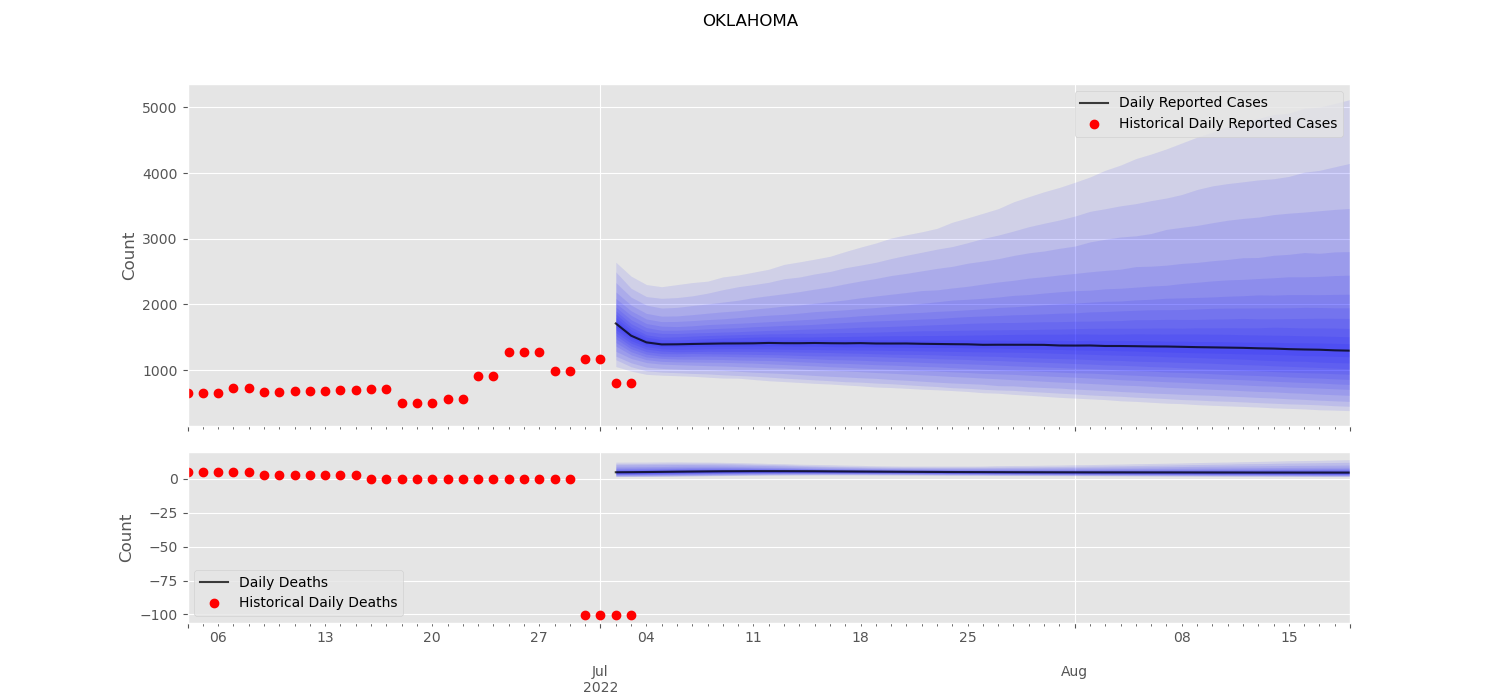 OKLAHOMA
5000
4000
3000
2000
1000
Count
Daily Reported Cases
Historical Daily Reported Cases
0
−25
−50
−75
−100
Count
Daily Deaths
Historical Daily Deaths
06 13 20 27 04 11 18 25 08 15
Jul Aug
2022